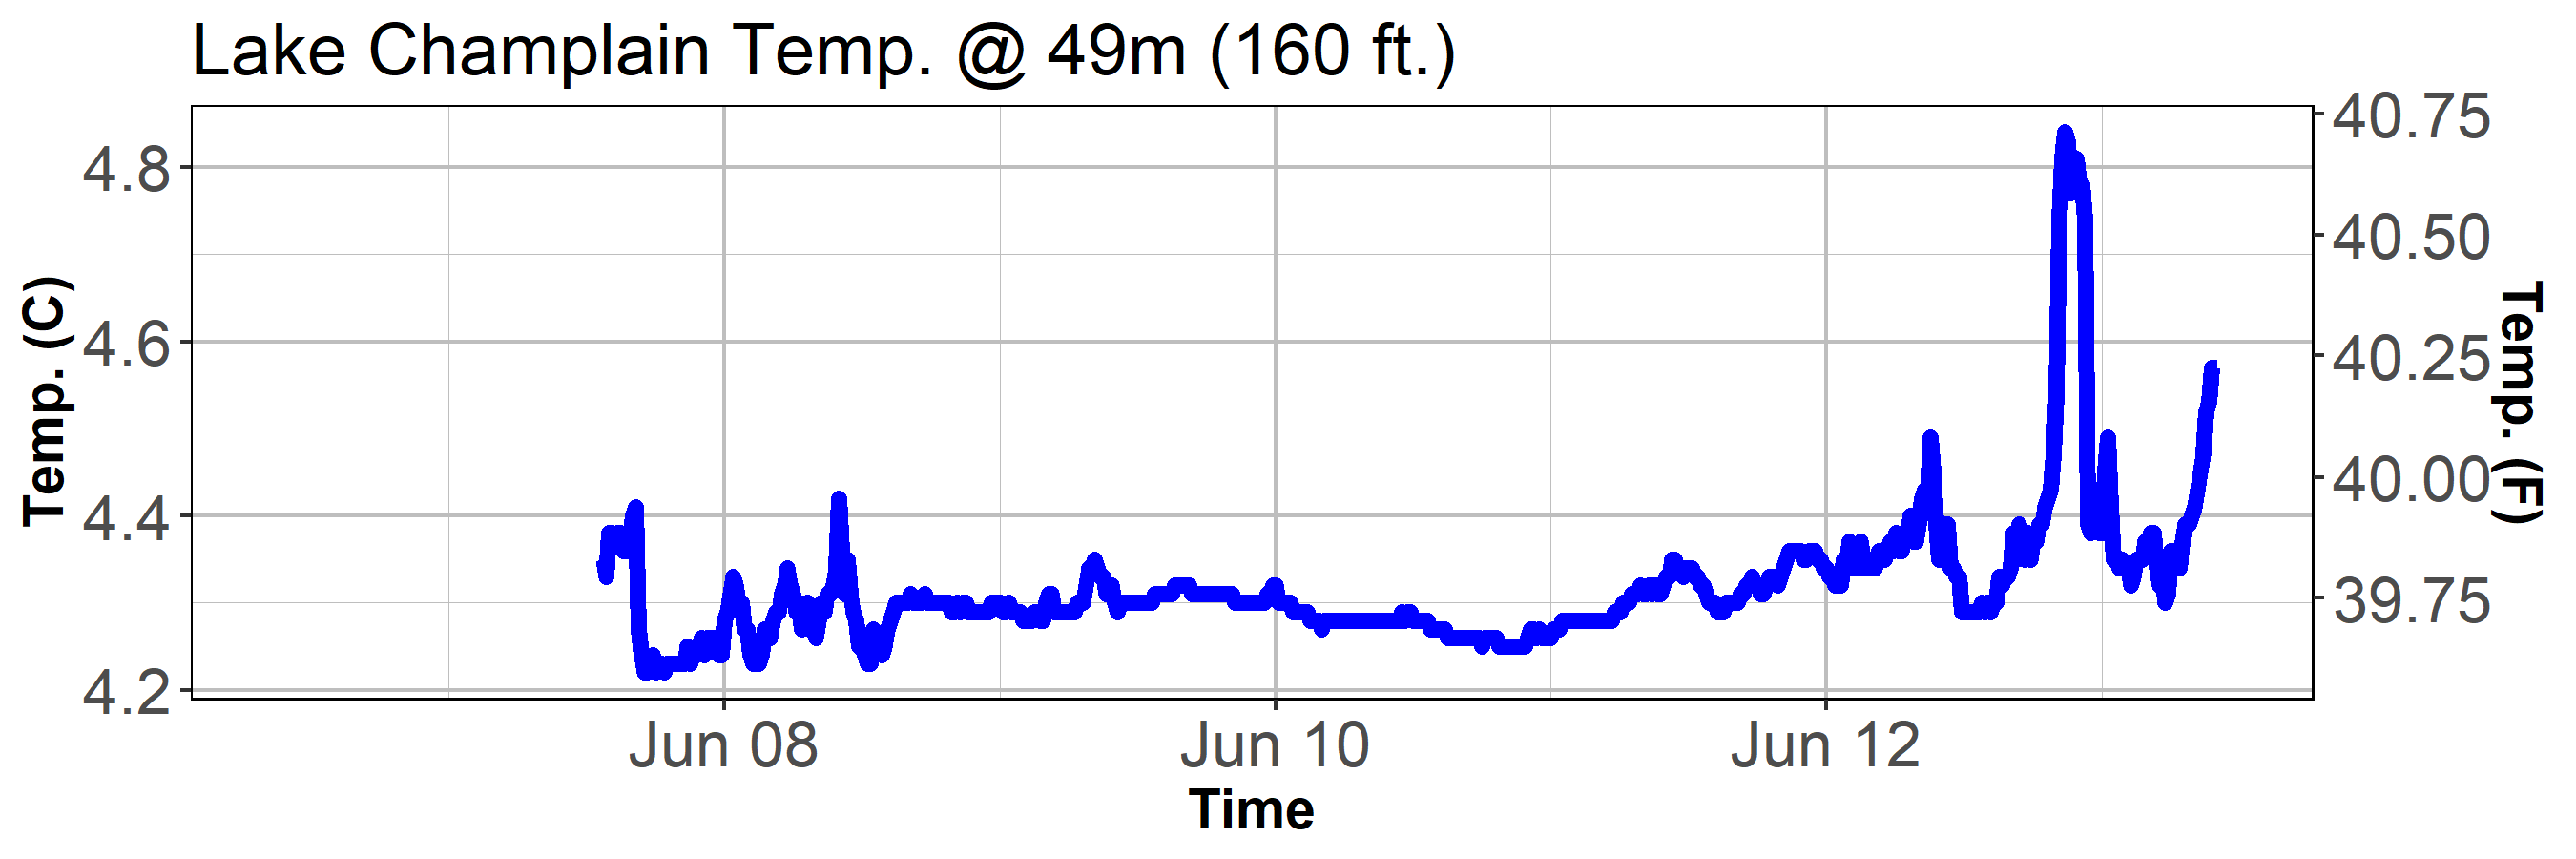 Lake Champlain Temp. @ 49m (160 ft.)
4.8
4.6
4.4
4.2
Temp. (C)
40.75
40.50
40.25
40.00
39.75
Temp. (F)
Jun 08 Jun 10 Jun 12
Time